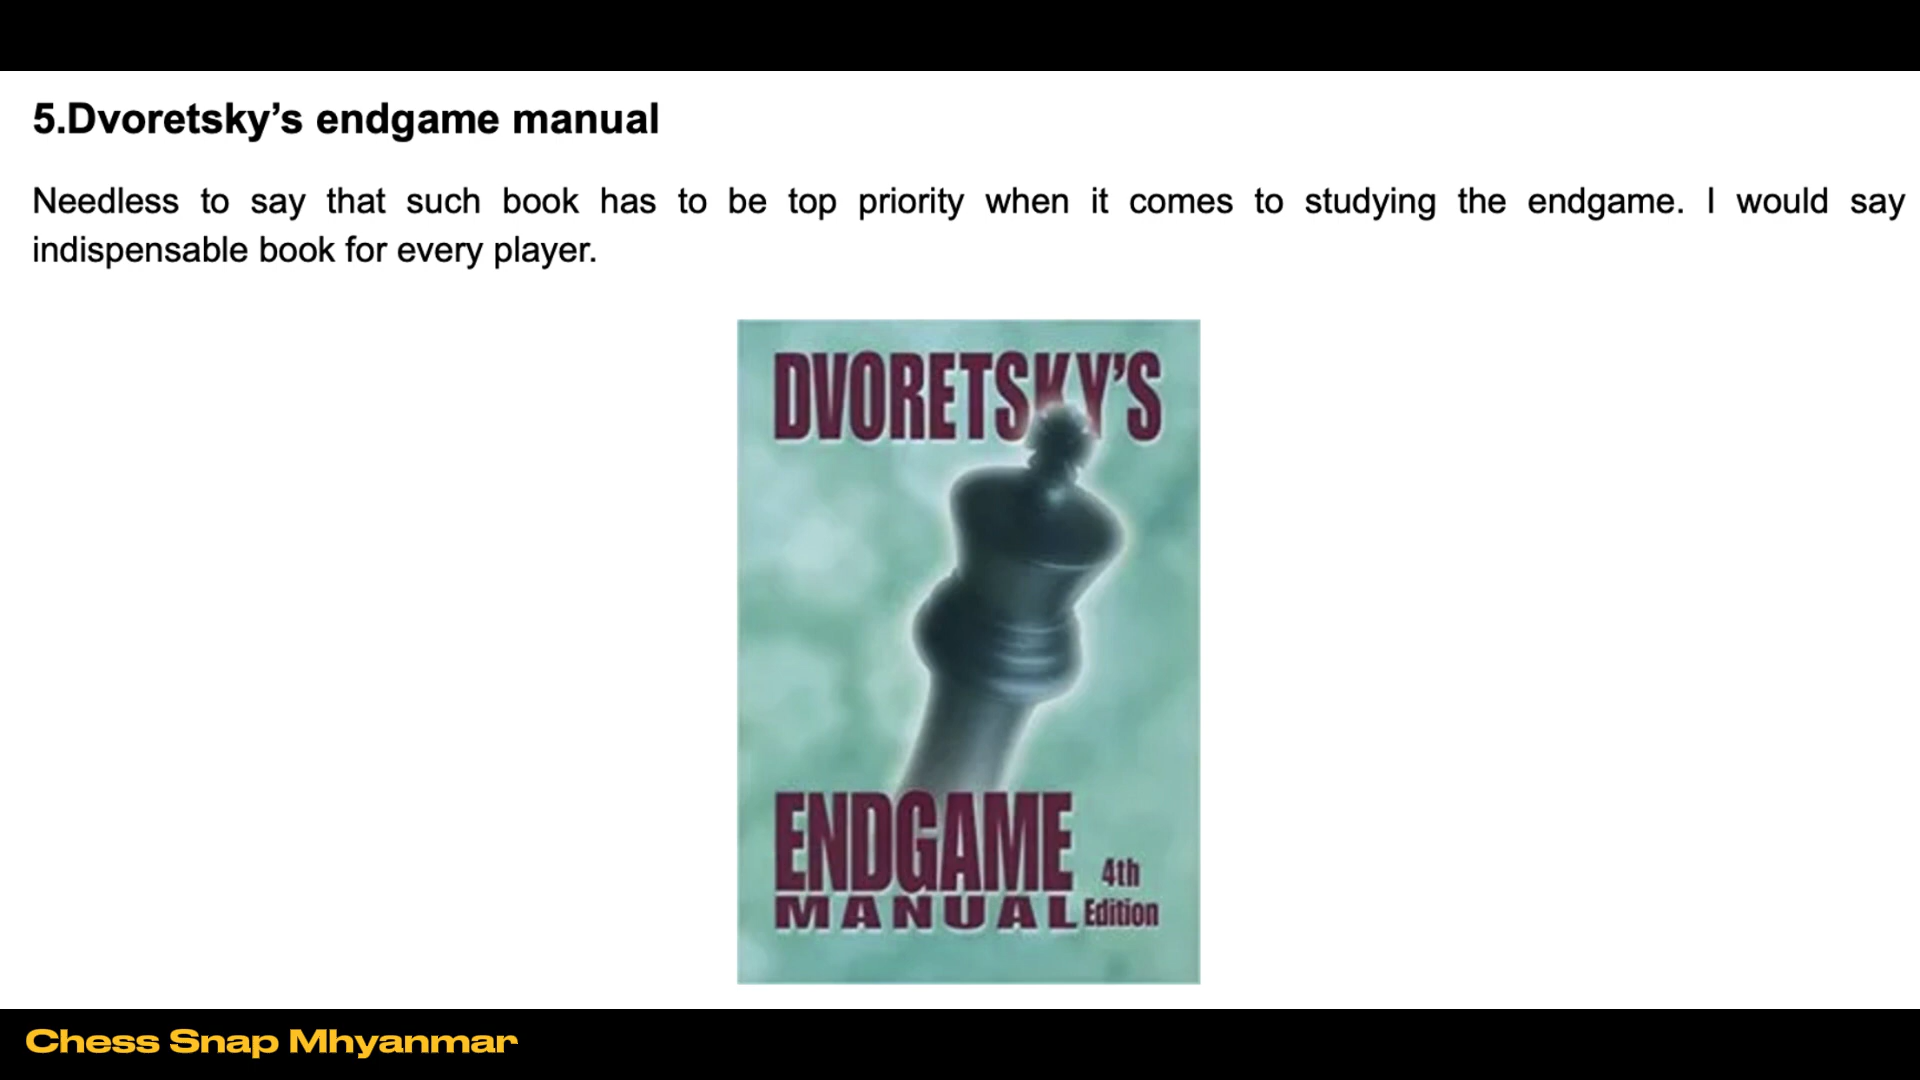 5.Dvoretsky’s endgame manual
Needless to say that such book has to be top priority when it comes to studying the endgame. I would say
indispensable book for every player.
DVORETSKY’S
ENDGAME
4th
MANUAL Edition
Chess Snap Mhyanmar